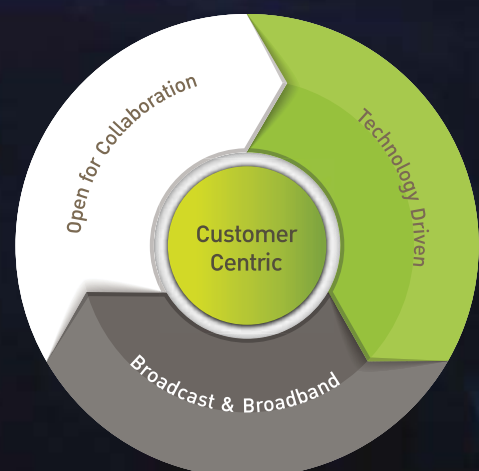 Open for Collaboration
Technology Driven
Customer
Centric
Broadcast & Broadband